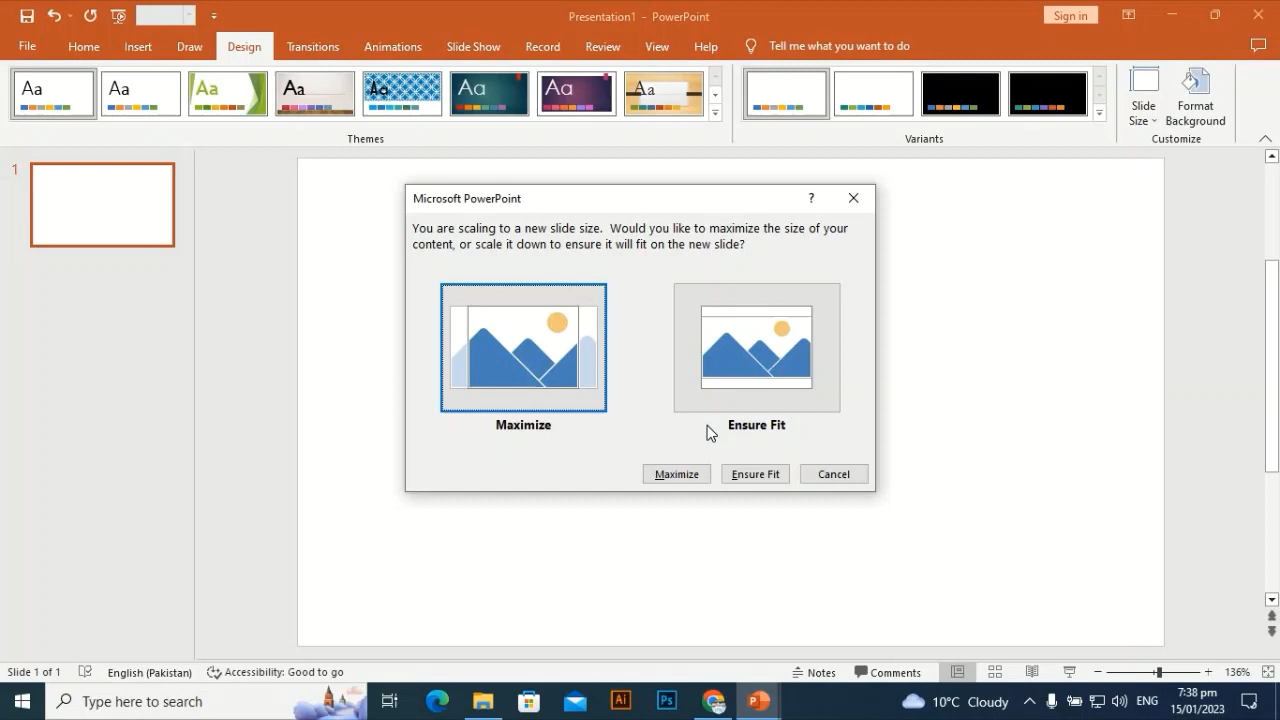 Presentation1 - PowerPoint
Sign in
File Home Insert Draw Design Transitions Animations Slide Show Record Review View Help Tell me what you want to do
Aa Aa Aa Aa Aa Aa Aa Aa
Slide Size
Format Background
Themes
Variants
Customize
1
Microsoft PowerPoint
?
You are scaling to a new slide size. Would you like to maximize the size of your
content, or scale it down to ensure it will fit on the new slide?
Maximize
Ensure Fit
Maximize Ensure Fit Cancel
Slide 1 of 1 English (Pakistan) Accessibility: Good to go Notes Comments 136%
Type here to search
Ai
Ps
P
10°C Cloudy
ENG
7:38 pm
15/01/2023